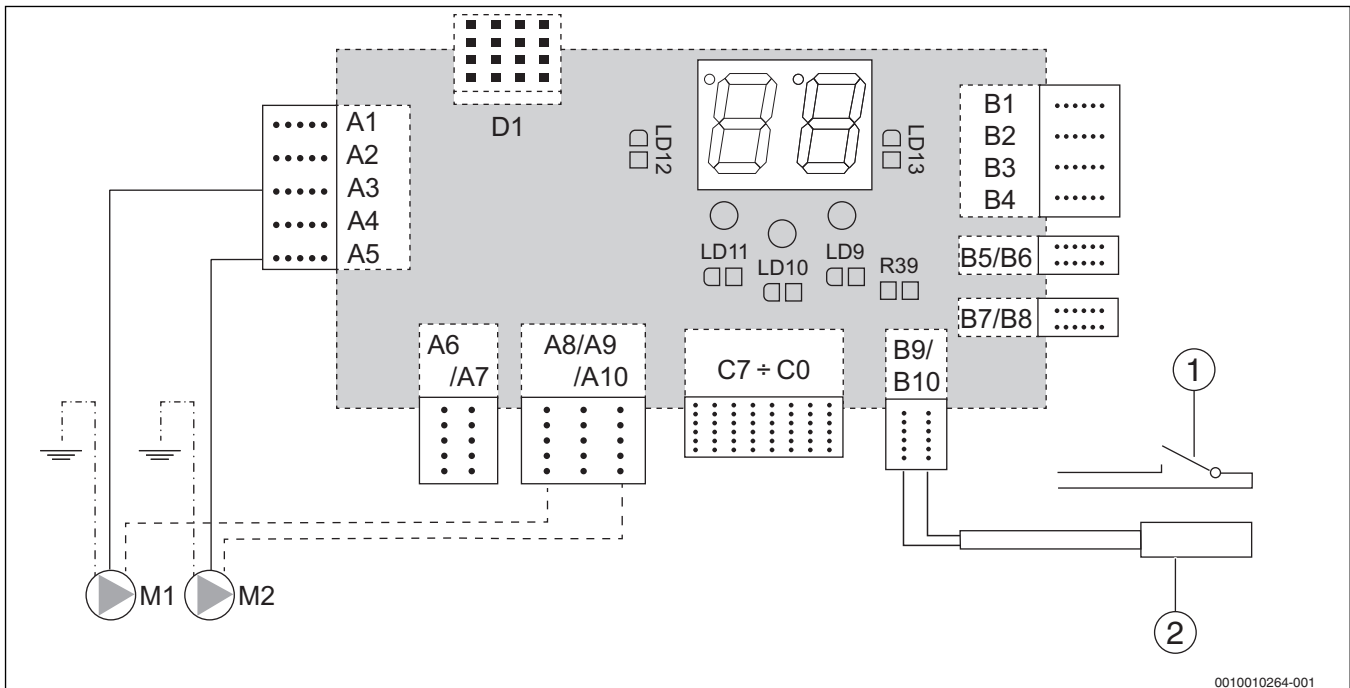 D1
A1
A2
A3
A4
A5
LD12
LD13
LD11
LD10
LD9
R39
B1
B2
B3
B4
B5/B6
B7/B8
A6
/A7
A8/A9
/A10
C7 ÷ C0
B9/
B10
1
2
M1
M2
0010010264-001